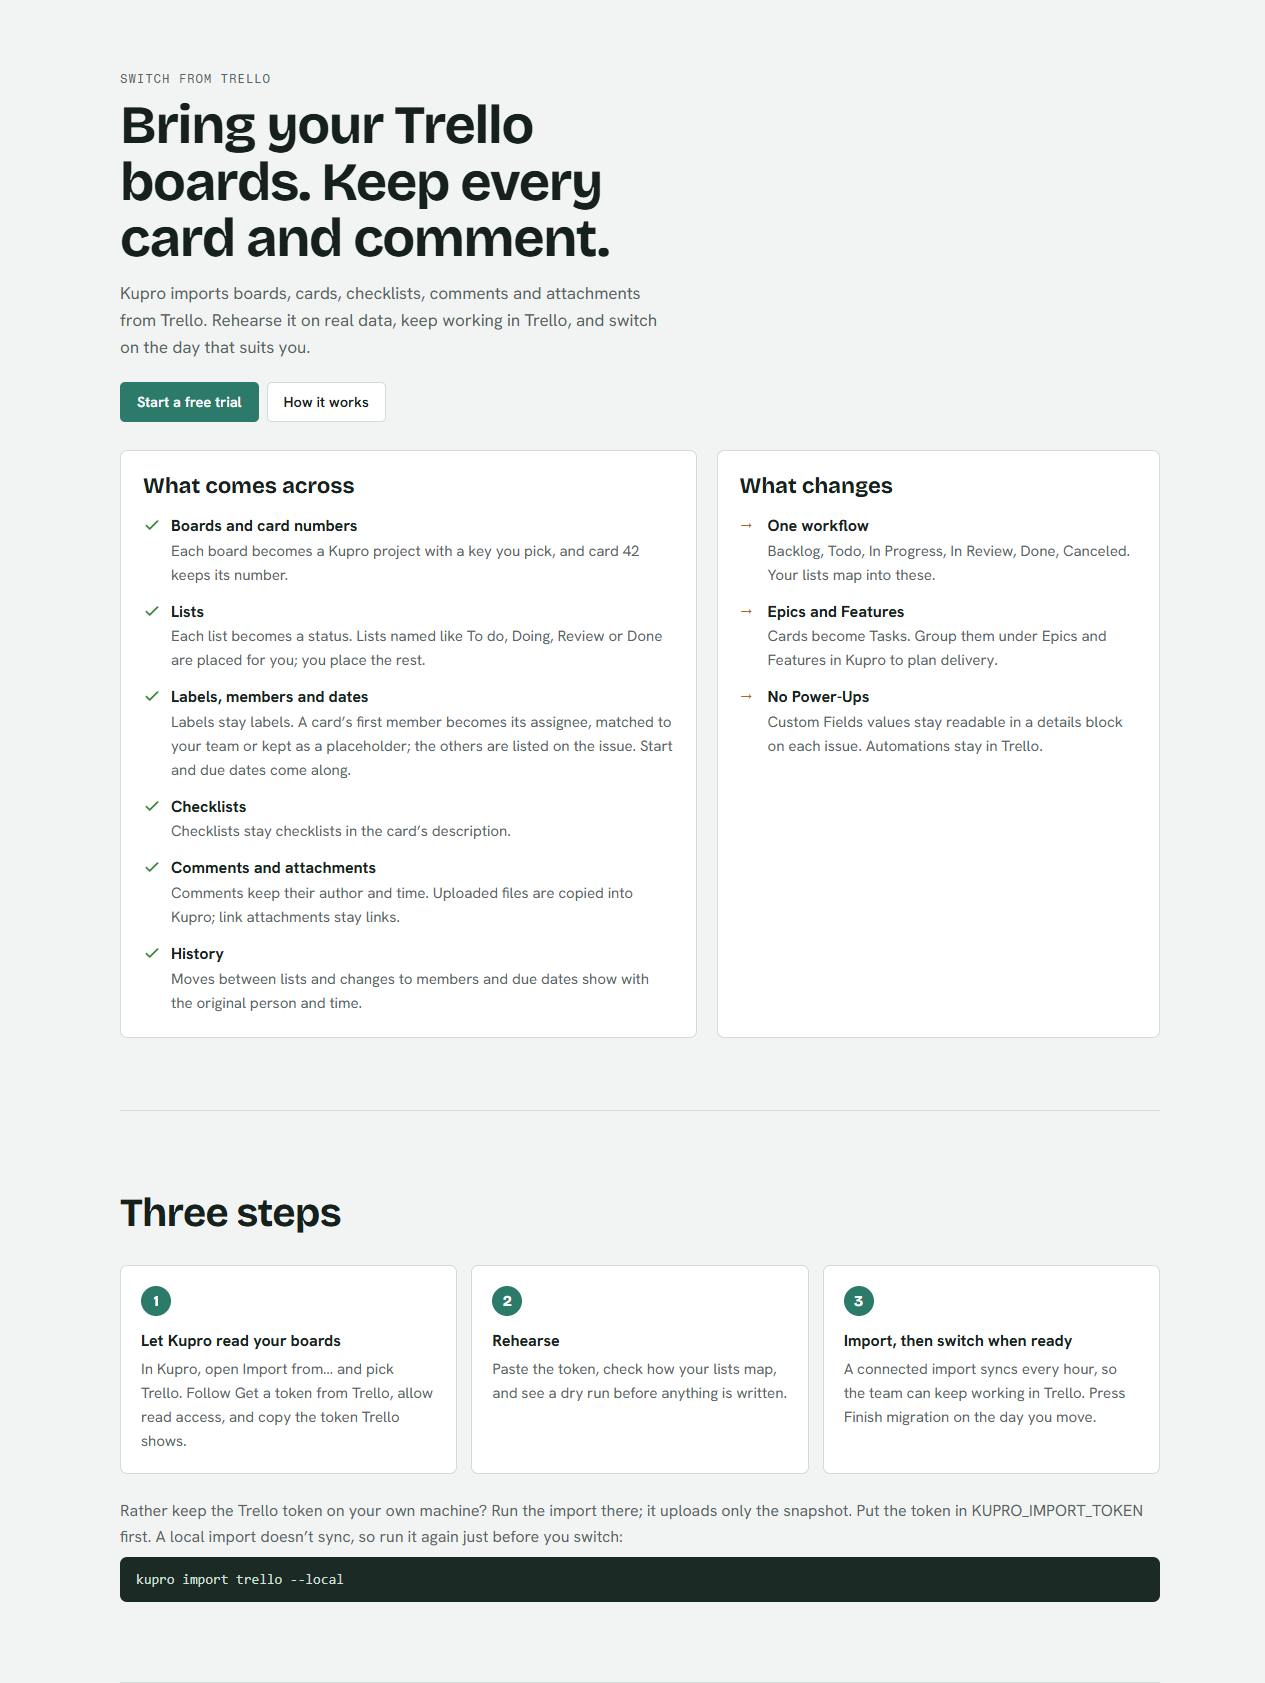 SWITCH FROM TRELLO
Bring your Trello
boards. Keep every
card and comment.
Kupro imports boards, cards, checklists, comments and attachments
from Trello. Rehearse it on real data, keep working in Trello, and switch
on the day that suits you.
Start a free trial
How it works
What comes across
Boards and card numbers
Each board becomes a Kupro project with a key you pick, and card 42
keeps its number.
Lists
Each list becomes a status. Lists named like To do, Doing, Review or Done
are placed for you; you place the rest.
Labels, members and dates
Labels stay labels. A card’s first member becomes its assignee, matched to
your team or kept as a placeholder; the others are listed on the issue. Start
and due dates come along.
Checklists
Checklists stay checklists in the card’s description.
Comments and attachments
Comments keep their author and time. Uploaded files are copied into
Kupro; link attachments stay links.
History
Moves between lists and changes to members and due dates show with
the original person and time.
What changes
→ One workflow
Backlog, Todo, In Progress, In Review, Done, Canceled.
Your lists map into these.
→ Epics and Features
Cards become Tasks. Group them under Epics and
Features in Kupro to plan delivery.
→ No Power-Ups
Custom Fields values stay readable in a details block
on each issue. Automations stay in Trello.
Three steps
1
Let Kupro read your boards
In Kupro, open Import from... and pick
Trello. Follow Get a token from Trello, allow
read access, and copy the token Trello
shows.
2
Rehearse
Paste the token, check how your lists map,
and see a dry run before anything is written.
3
Import, then switch when ready
A connected import syncs every hour, so
the team can keep working in Trello. Press
Finish migration on the day you move.
Rather keep the Trello token on your own machine? Run the import there; it uploads only the snapshot. Put the token in KUPRO_IMPORT_TOKEN
first. A local import doesn’t sync, so run it again just before you switch:
kupro import trello --local